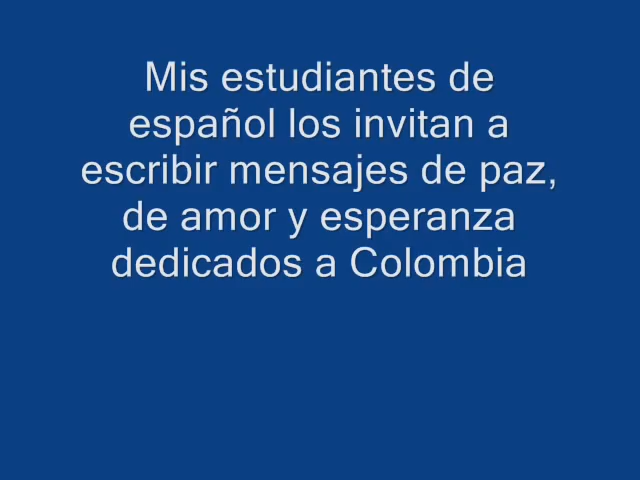 Mis estudiantes de
español los invitan a
escribir mensajes de paz,
de amor y esperanza
dedicados a Colombia